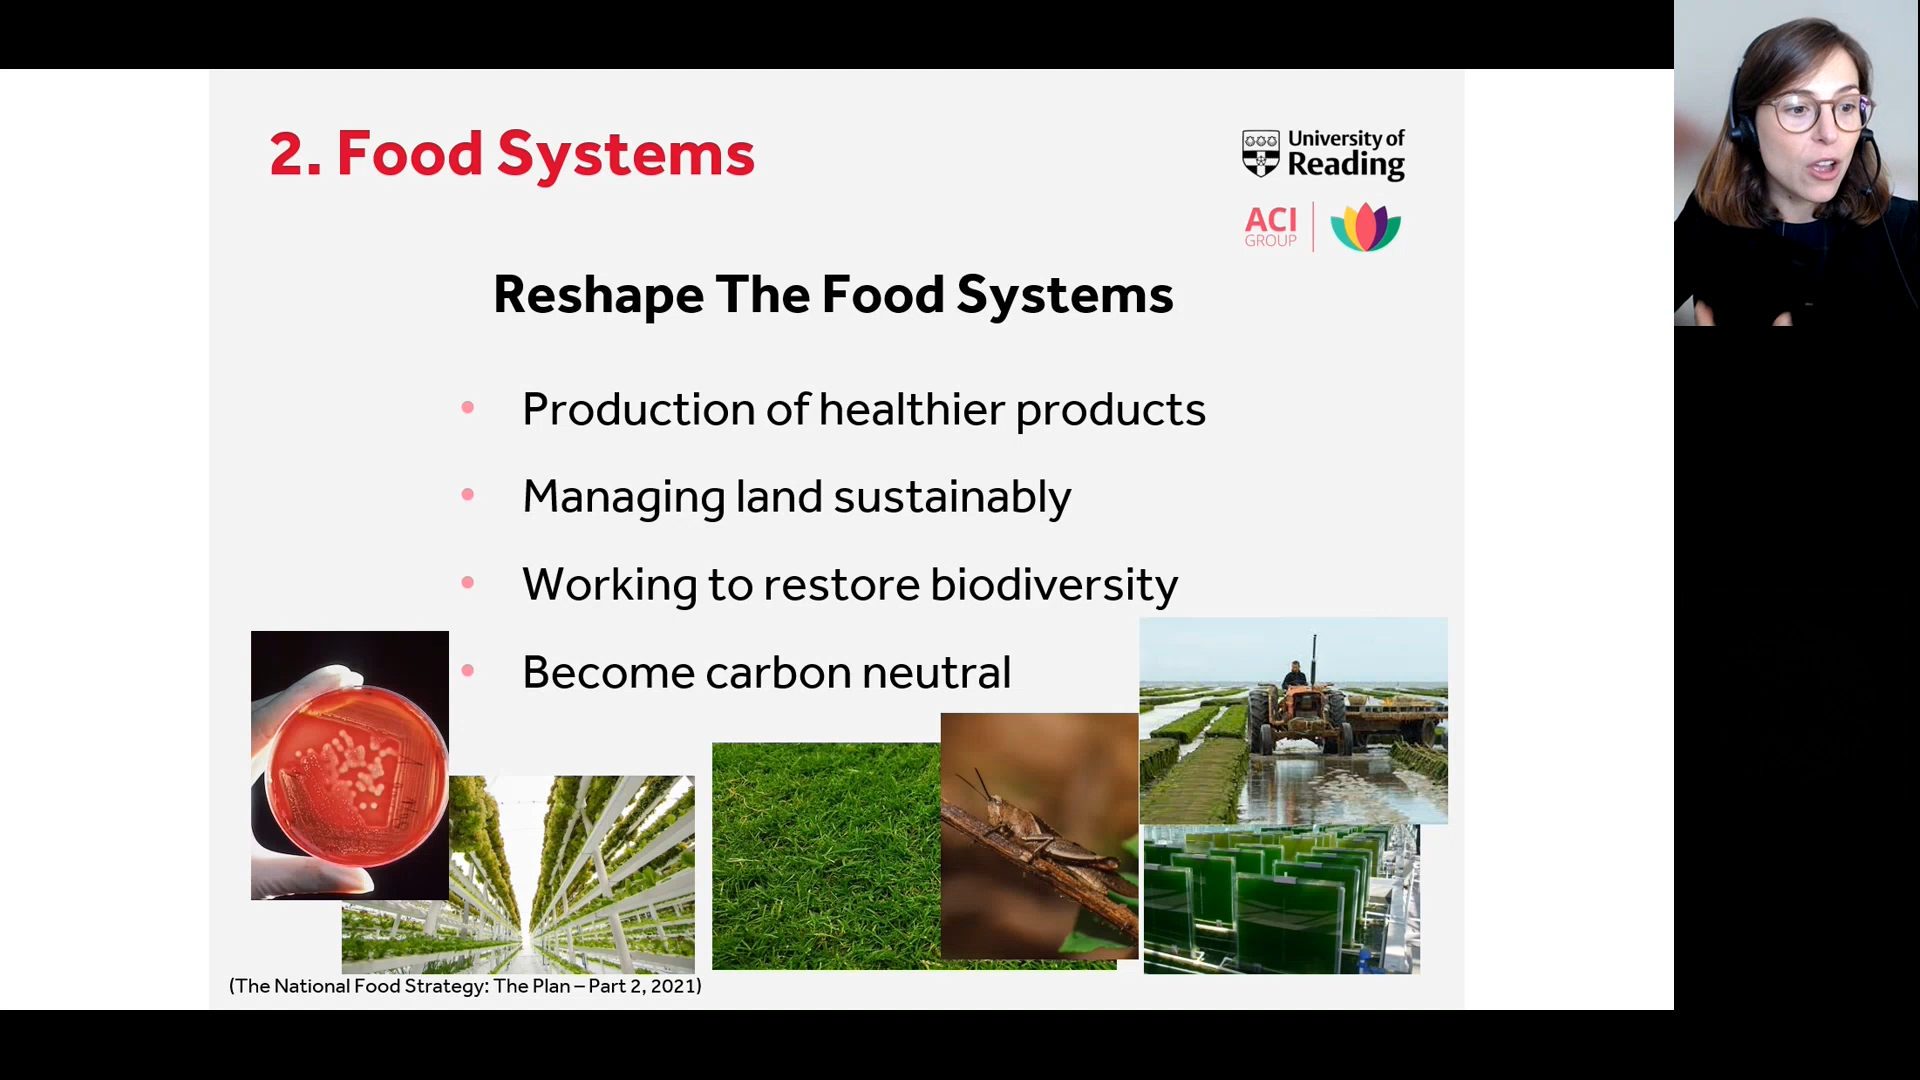 2. Food Systems
University of
Reading
ACI
GROUP
Reshape The Food Systems
• Production of healthier products
• Managing land sustainably
• Working to restore biodiversity
• Become carbon neutral
(The National Food Strategy: The Plan – Part 2, 2021)